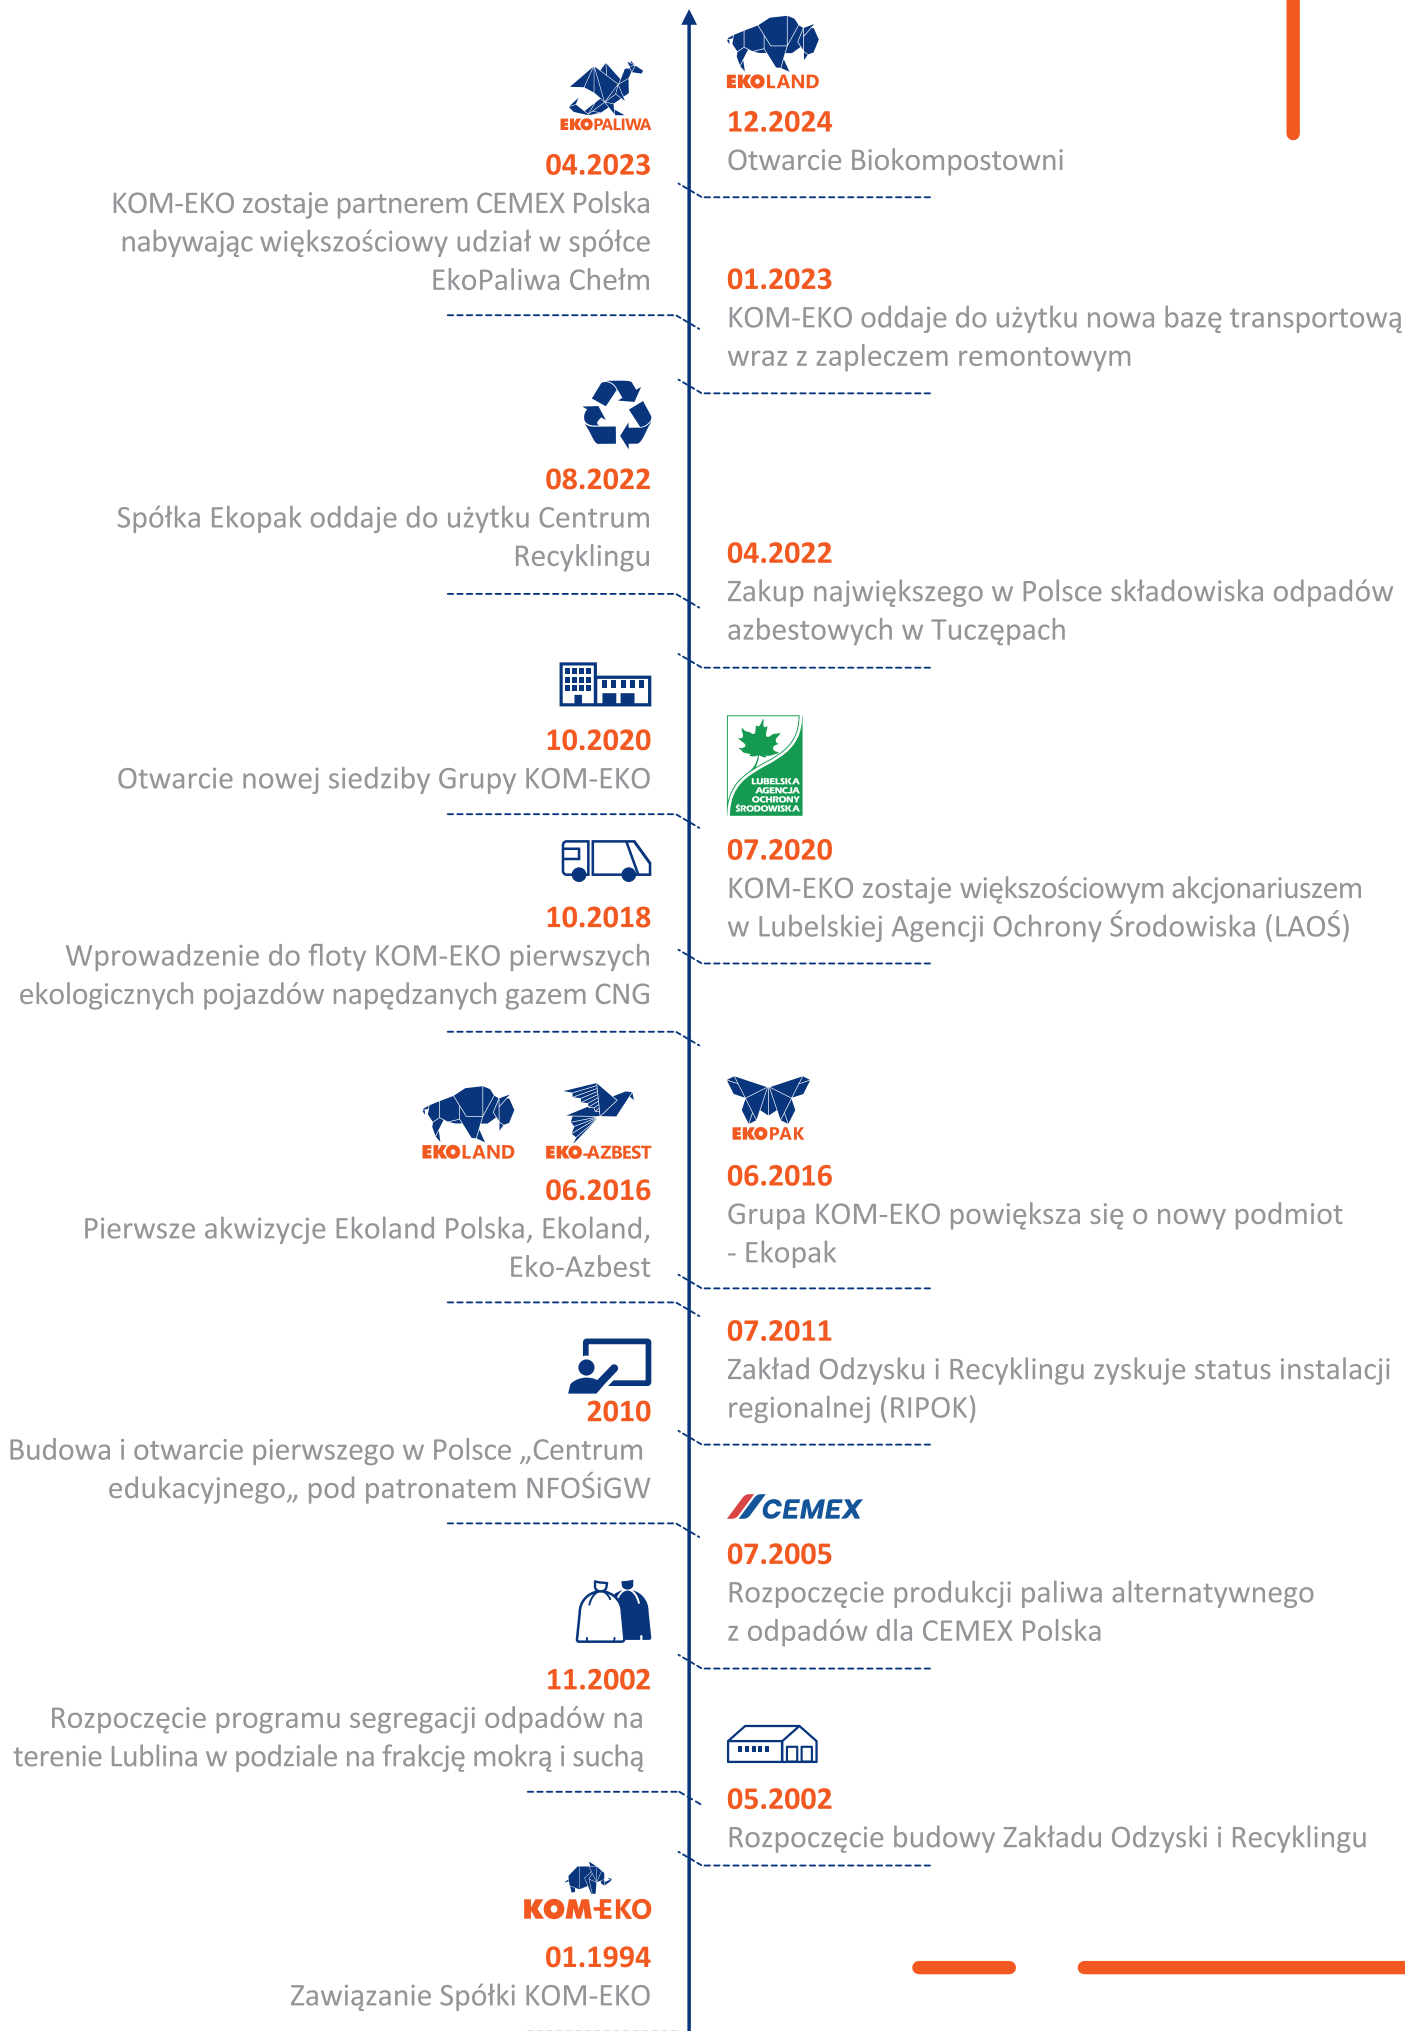 EKOLAND
12.2024
Otwarcie Biokompostowni
EKOPALIWA
04.2023
KOM-EKO zostaje partnerem CEMEX Polska
nabywając większościowy udział w spółce
EkoPaliwa Chełm
01.2023
KOM-EKO oddaje do użytku nowa bazę transportową
wraz z zapleczem remontowym
08.2022
Spółka Ekopak oddaje do użytku Centrum
Recyklingu
04.2022
Zakup największego w Polsce składowiska odpadów
azbestowych w Tuczępach
10.2020
Otwarcie nowej siedziby Grupy KOM-EKO
LUBELSKA
AGENCJA
OCHRONY
ŚRODOWISKA
07.2020
KOM-EKO zostaje większościowym akcjonariuszem
w Lubelskiej Agencji Ochrony Środowiska (LAOŚ)
10.2018
Wprowadzenie do floty KOM-EKO pierwszych
ekologicznych pojazdów napędzanych gazem CNG
EKOPAK
06.2016
Grupa KOM-EKO powiększa się o nowy podmiot
- Ekopak
EKOLAND EKO-AZBEST
06.2016
Pierwsze akwizycje Ekoland Polska, Ekoland,
Eko-Azbest
07.2011
Zakład Odzysku i Recyklingu zyskuje status instalacji
regionalnej (RIPOK)
2010
Budowa i otwarcie pierwszego w Polsce „Centrum
edukacyjnego„ pod patronatem NFOŚiGW
CEMEX
07.2005
Rozpoczęcie produkcji paliwa alternatywnego
z odpadów dla CEMEX Polska
11.2002
Rozpoczęcie programu segregacji odpadów na
terenie Lublina w podziale na frakcję mokrą i suchą
05.2002
Rozpoczęcie budowy Zakładu Odzyski i Recyklingu
KOM-EKO
01.1994
Zawiązanie Spółki KOM-EKO